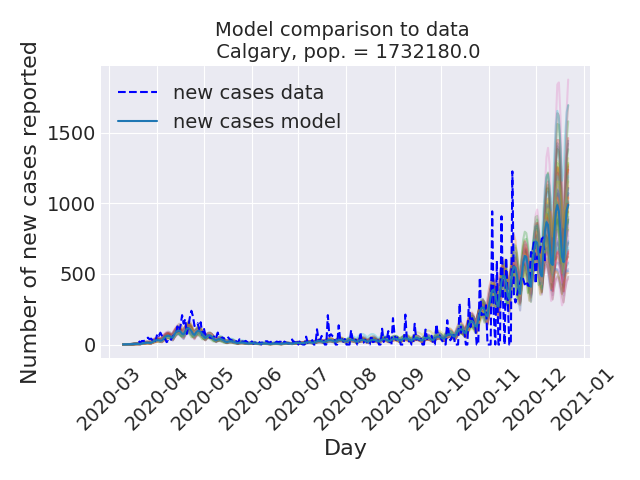 Model comparison to data
Calgary, pop. = 1732180.0
Number of new cases reported
new cases data
new cases model
1500
1000
500
0
2020-03
2020-04
2020-05
2020-06
2020-07
2020-08
2020-09
2020-10
2020-11
2020-12
2021-01
Day